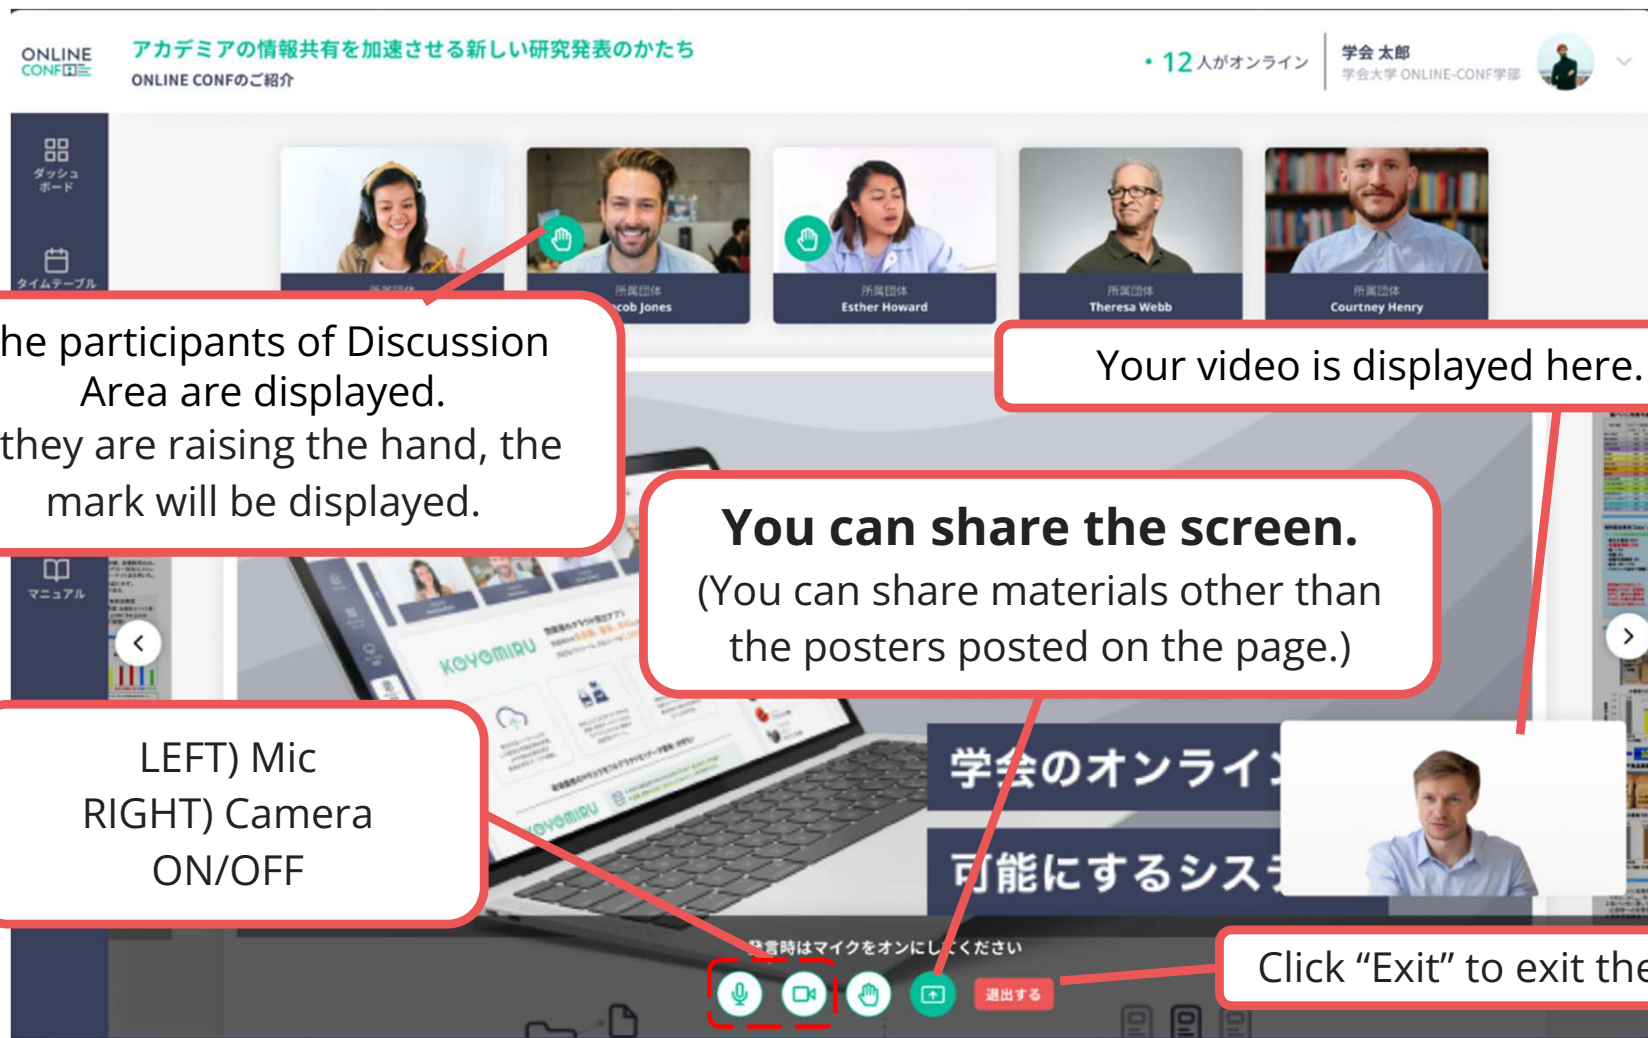 ONLINE
CONF
アカデミアの情報共有を加速させる新しい研究発表のかたち
ONLINE CONFのご紹介
• 12 人がオンライン
学会 太郎
学会大学 ONLINE-CONF学部
ダッシュ
ボード
タイムテーブル
所属団体
所属団体
cob Jones
所属団体
Esther Howard
所属団体
Theresa Webb
所属団体
Courtney Henry
he participants of Discussion
Area are displayed.
they are raising the hand, the
mark will be displayed.
Your video is displayed here.
You can share the screen.
(You can share materials other than
the posters posted on the page.)
マニュアル
KOYOMIRU
KOYOMIRU
LEFT) Mic
RIGHT) Camera
ON/OFF
学会のオンライン
可能にするシステ
発言時はマイクをオンにしてください
退出する
Click “Exit” to exit the